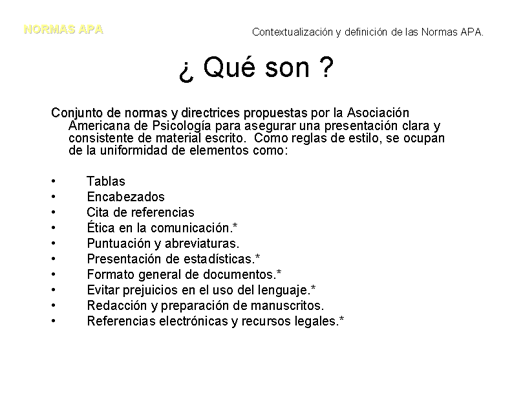 NORMAS APA
Contextualización y definición de las Normas APA.
¿ Qué son ?
Conjunto de normas y directrices propuestas por la Asociación
Americana de Psicología para asegurar una presentación clara y
consistente de material escrito. Como reglas de estilo, se ocupan
de la uniformidad de elementos como:
• Tablas
• Encabezados
• Cita de referencias
• Ética en la comunicación.*
• Puntuación y abreviaturas.
• Presentación de estadísticas.*
• Formato general de documentos.*
• Evitar prejuicios en el uso del lenguaje.*
• Redacción y preparación de manuscritos.
• Referencias electrónicas y recursos legales.*